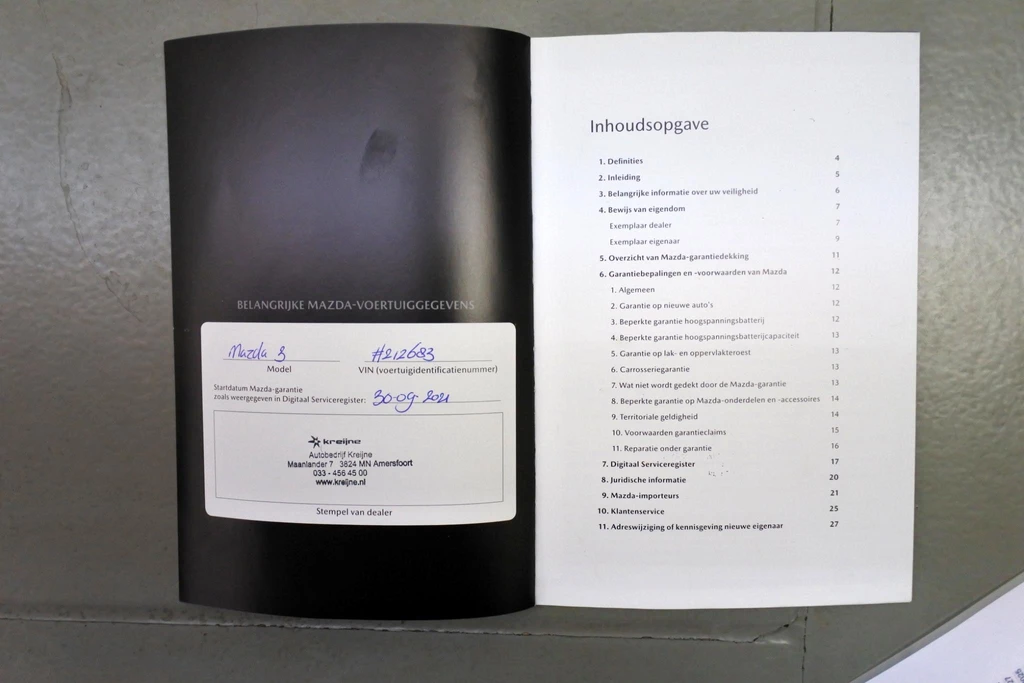 BELANGRIJKE MAZDA-VOERTUIGGEGEVENS
Mazda 3 #212683
Model VIN (voertuigidentificatienummer)
Startdatum Mazda-garantie
zoals weergegeven in Digitaal Serviceregister: 30-09-2021
kreijne
Autobedrijf Kreijne
Maanlander 7 3824 MN Amersfoort
033 - 456 45 00
www.kreijne.nl
Stempel van dealer
Inhoudsopgave
1. Definities 4
2. Inleiding 5
3. Belangrijke informatie over uw veiligheid 6
4. Bewijs van eigendom 7
Exemplaar dealer 7
Exemplaar eigenaar 9
5. Overzicht van Mazda-garantiedekking 11
6. Garantiebepalingen en -voorwaarden van Mazda 12
1. Algemeen 12
2. Garantie op nieuwe auto's 12
3. Beperkte garantie hoogspanningsbatterij 12
4. Beperkte garantie hoogspanningsbatterijcapaciteit 13
5. Garantie op lak- en oppervlakteroest 13
6. Carrosseriegarantie 13
7. Wat niet wordt gedekt door de Mazda-garantie 13
8. Beperkte garantie op Mazda-onderdelen en -accessoires 14
9. Territoriale geldigheid 14
10. Voorwaarden garantieclaims 15
11. Reparatie onder garantie 16
7. Digitaal Serviceregister 17
8. Juridische informatie 20
9. Mazda-importeurs 21
10. Klantenservice 25
11. Adreswijziging of kennisgeving nieuwe eigenaar 27